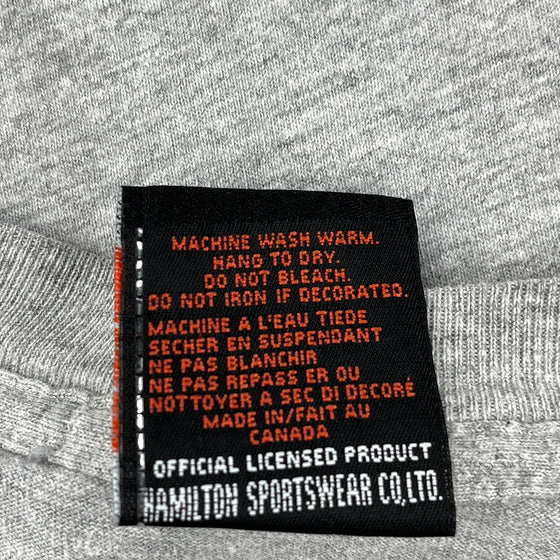 MACHINE WASH WARM.
HANG TO DRY.
DO NOT BLEACH.
DO NOT IRON IF DECORATED.
MACHINE A L'EAU TIEDE
SECHER EN SUSPENDANT
NE PAS BLANCHIR
NE PAS REPASS ER OU
NOTTOYER A SEC DI DECORÉ
MADE IN/FAIT AU
CANADA
OFFICIAL LICENSED PRODUCT
HAMILTON SPORTSWEAR CO,LTD.